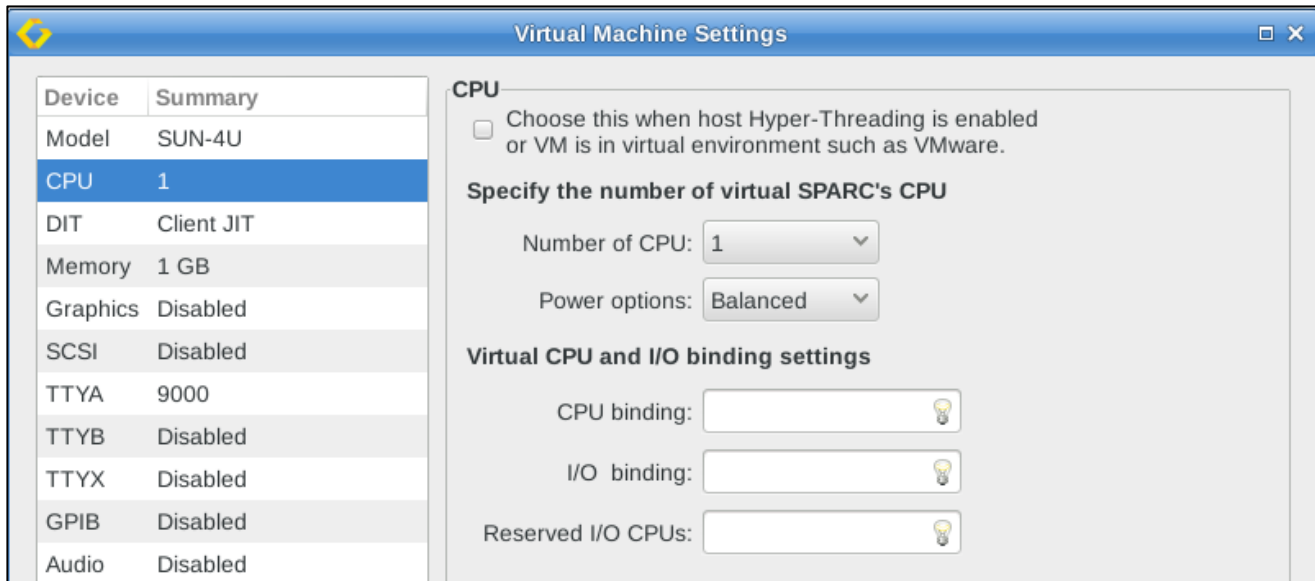 Virtual Machine Settings
Device Summary
Model SUN-4U
CPU 1
DIT Client JIT
Memory 1 GB
Graphics Disabled
SCSI Disabled
TTYA 9000
TTYB Disabled
TTYX Disabled
GPIB Disabled
Audio Disabled
CPU
Choose this when host Hyper-Threading is enabled
or VM is in virtual environment such as VMware.
Specify the number of virtual SPARC's CPU
Number of CPU: 1
Power options: Balanced
Virtual CPU and I/O binding settings
CPU binding:
I/O binding:
Reserved I/O CPUs: